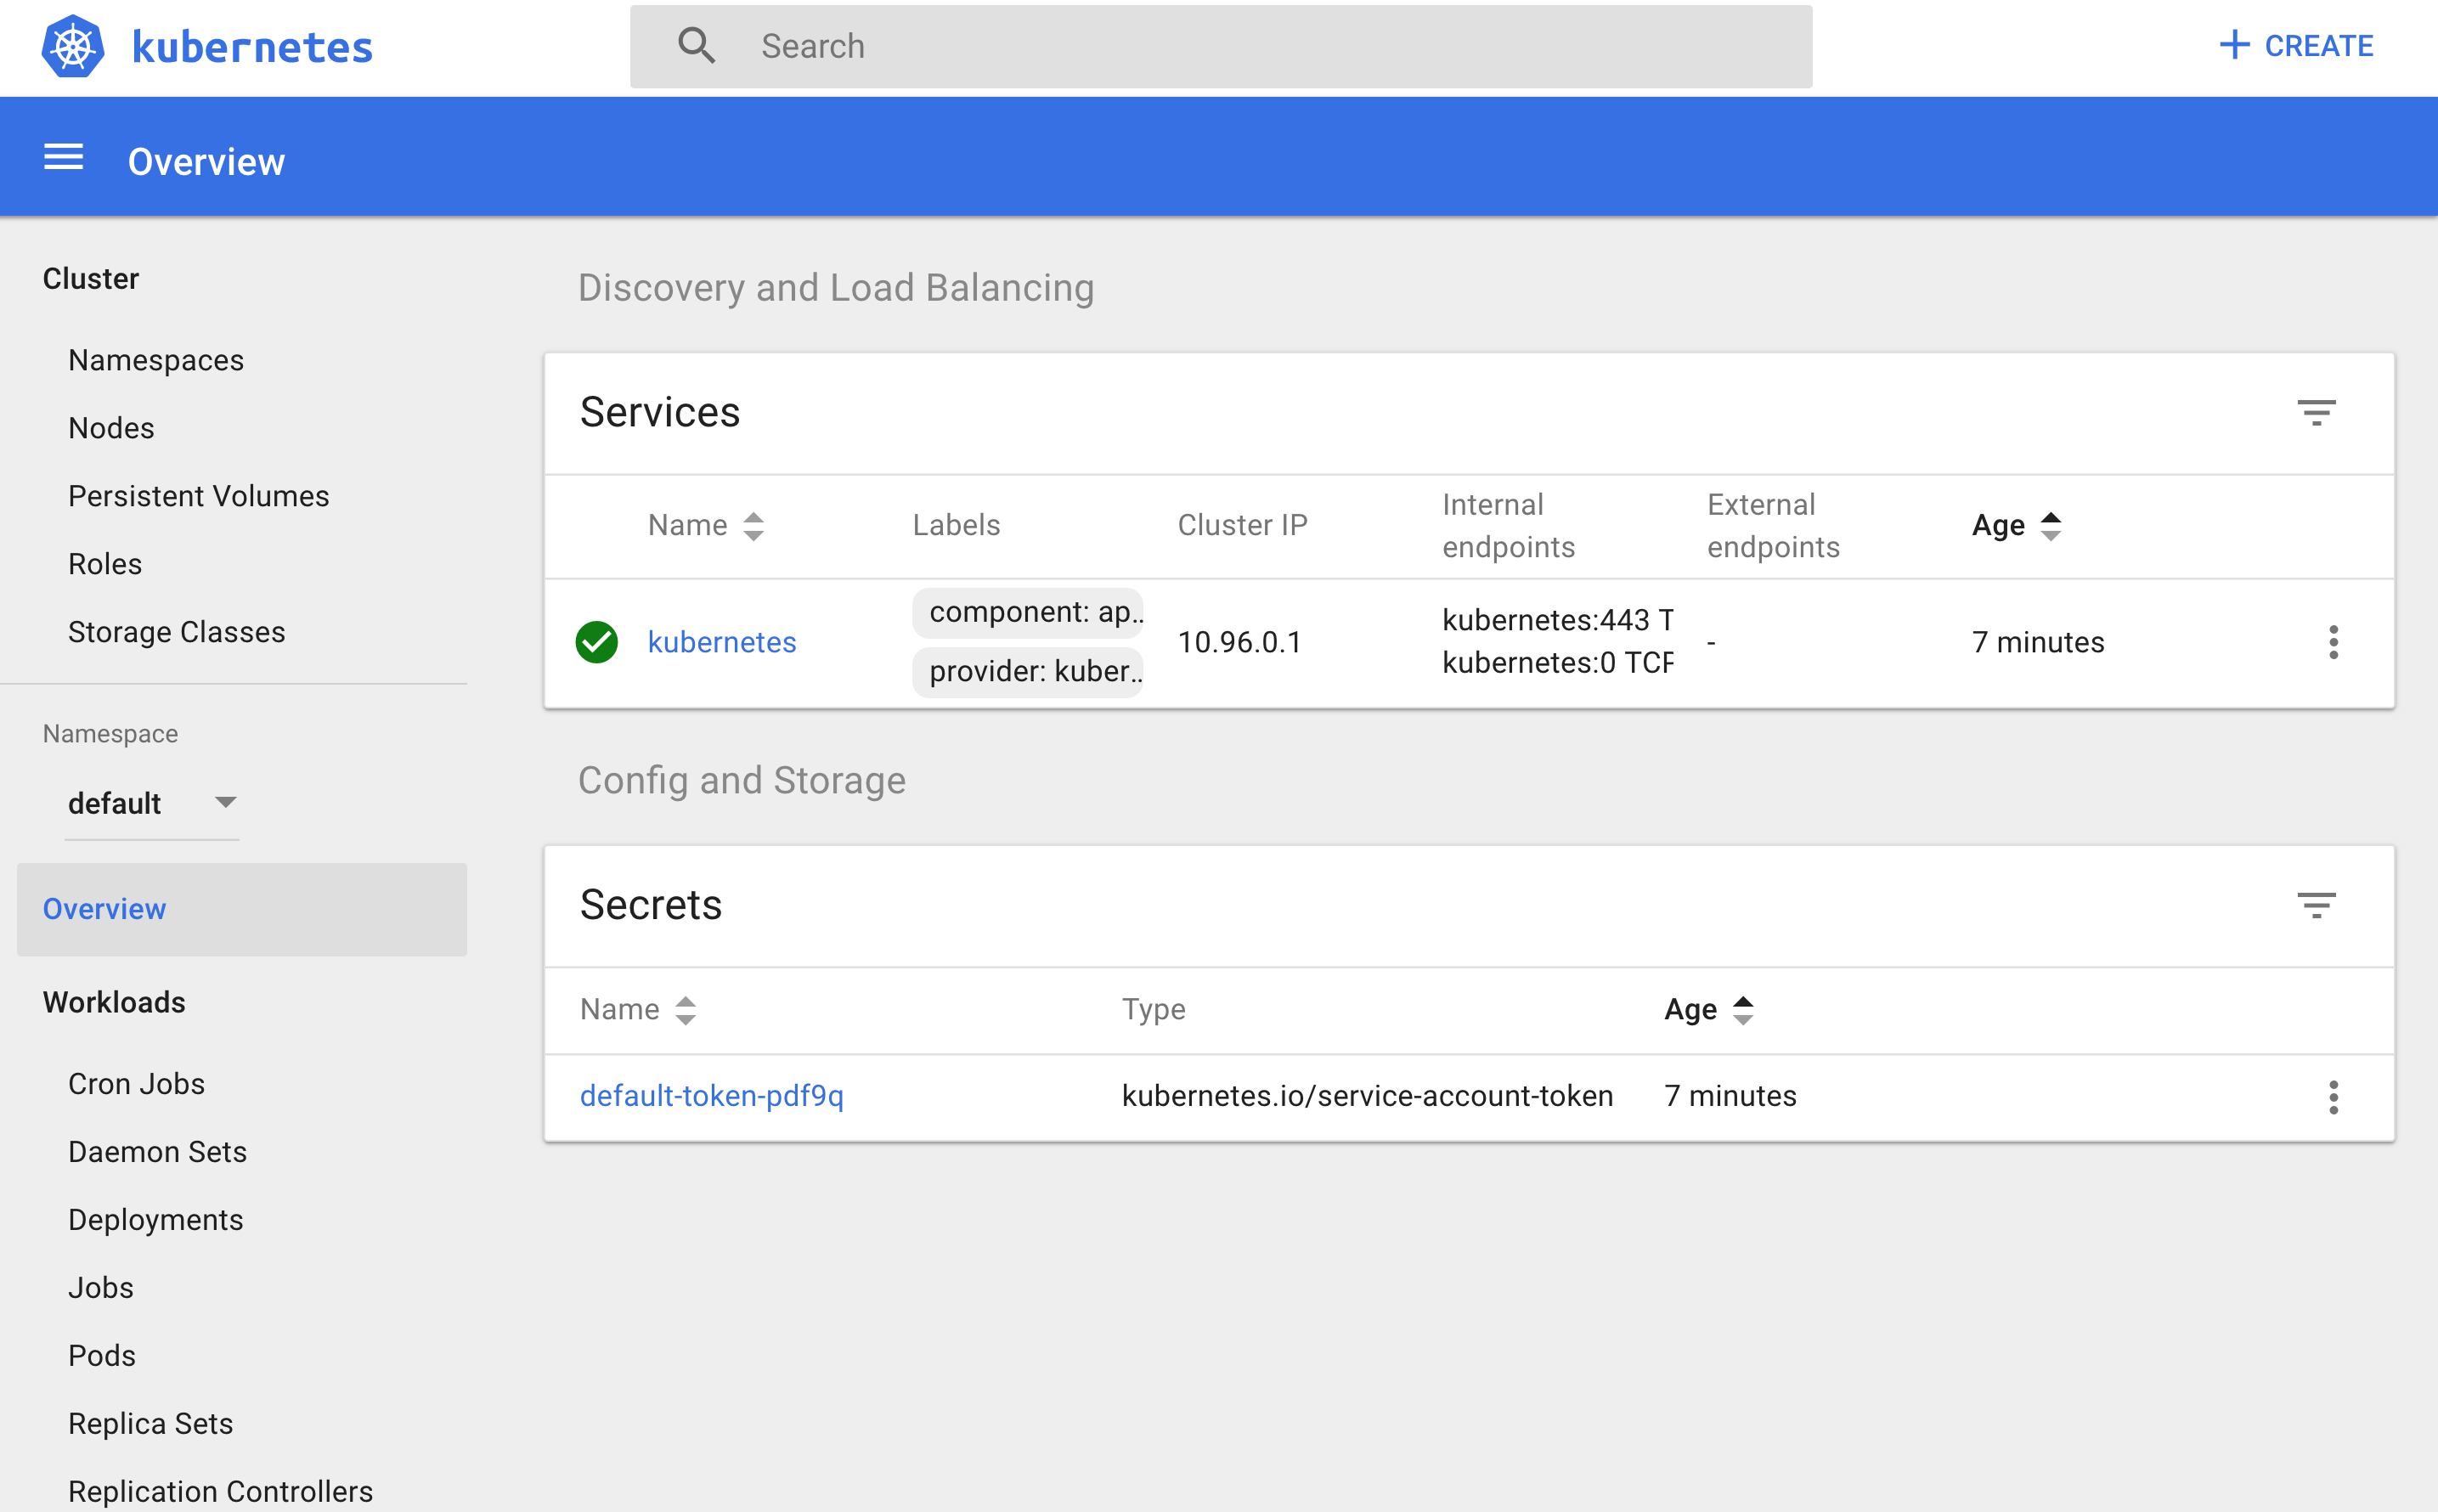 kubernetes
Search
CREATE
Overview
Cluster
Namespaces
Nodes
Persistent Volumes
Roles
Storage Classes
Namespace
default
Overview
Workloads
Cron Jobs
Daemon Sets
Deployments
Jobs
Pods
Replica Sets
Replication Controllers
Discovery and Load Balancing
Services
Name
Labels
Cluster IP
Internal
endpoints
External
endpoints
Age
kubernetes
component: ap..
provider: kuber..
10.96.0.1
kubernetes:443 T
kubernetes:0 TCP
-
7 minutes
Config and Storage
Secrets
Name
Type
Age
default-token-pdf9q
kubernetes.io/service-account-token
7 minutes